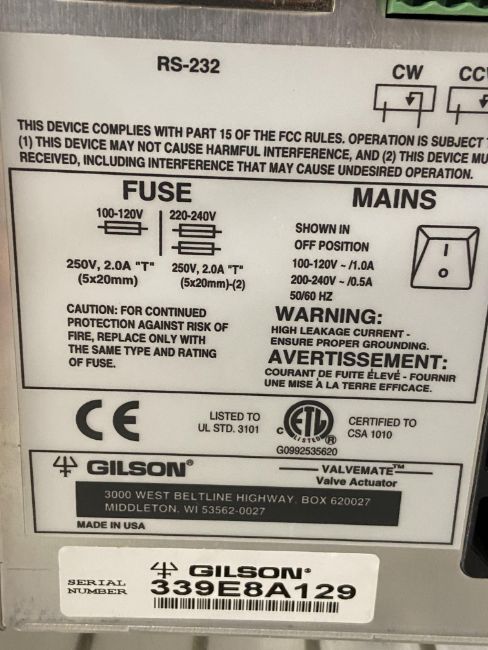 RS-232
CW
THIS DEVICE COMPLIES WITH PART 15 OF THE FCC RULES. OPERATION IS SUBJECT
(1) THIS DEVICE MAY NOT CAUSE HARMFUL INTERFERENCE, AND (2) THIS DEVICE MU
RECEIVED, INCLUDING INTERFERENCE THAT MAY CAUSE UNDESIRED OPERATION.
FUSE
100-120V
220-240V
250V, 2.0A "T"
(5x20mm)
250V, 2.0A "T"
(5x20mm)-(2)
CAUTION: FOR CONTINUED
PROTECTION AGAINST RISK OF
FIRE, REPLACE ONLY WITH
THE SAME TYPE AND RATING
OF FUSE.
MAINS
SHOWN IN
OFF POSITION
100-120V ~ /1.0A
200-240V ~ /0.5A
50/60 HZ
WARNING:
HIGH LEAKAGE CURRENT -
ENSURE PROPER GROUNDING.
AVERTISSEMENT:
COURANT DE FUITE ÉLEVÉ - FOURNIR
UNE MISE À LA TERRE EFFICACE.
CE
LISTED TO
UL STD. 3101
C ETL LISTED ®
G0992535620
CERTIFIED TO
CSA 1010
GILSON®
VALVEMATE™
Valve Actuator
3000 WEST BELTLINE HIGHWAY, BOX 620027
MIDDLETON, WI 53562-0027
MADE IN USA
SERIAL
NUMBER
GILSON®
339E8A129